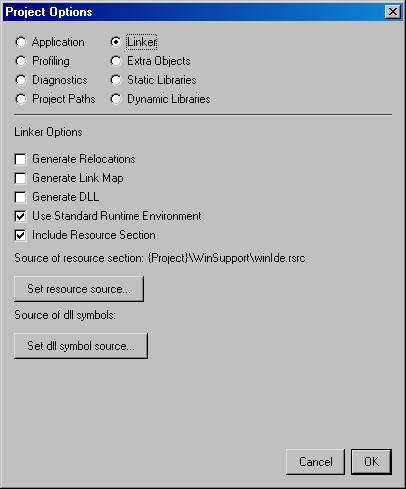 Project Options
Application
Linker
Profiling
Extra Objects
Diagnostics
Static Libraries
Project Paths
Dynamic Libraries
Linker Options
Generate Relocations
Generate Link Map
Generate DLL
Use Standard Runtime Environment
Include Resource Section
Source of resource section: {Project}\WinSupport\winIde.rsrc
Set resource source...
Source of dll symbols:
Set dll symbol source...
Cancel
OK